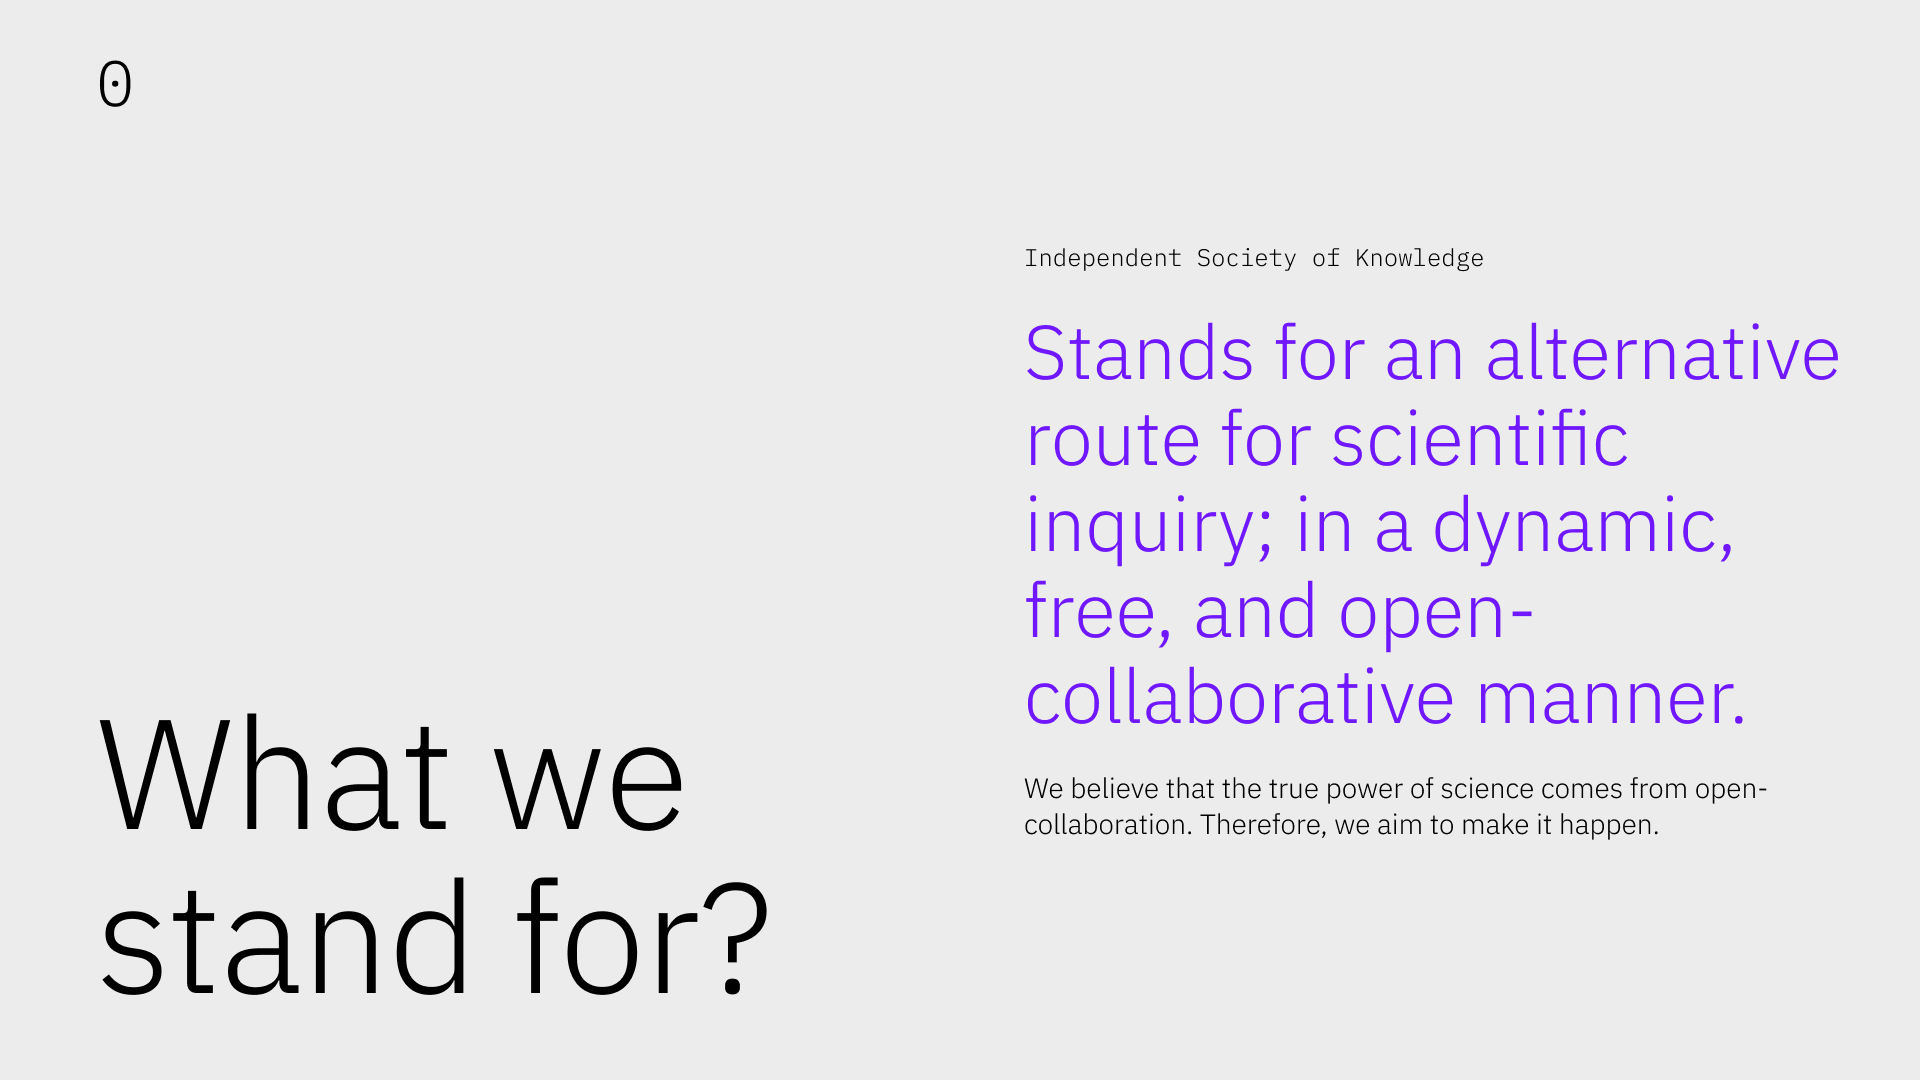 0
What we
stand for?
Independent Society of Knowledge
Stands for an alternative
route for scientific
inquiry; in a dynamic,
free, and open-
collaborative manner.
We believe that the true power of science comes from open-
collaboration. Therefore, we aim to make it happen.